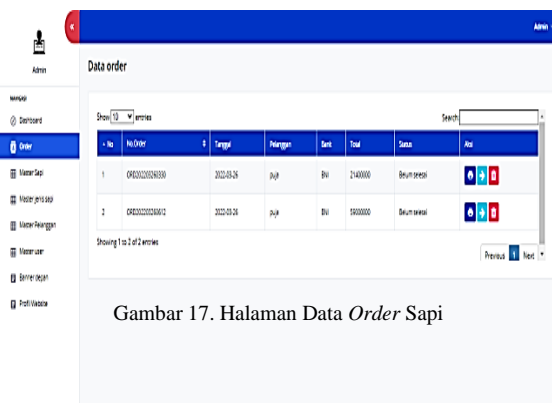 «
Admin
Admin
Data order
Dashboard
Order
Master Sapi
Master jenis sapi
Master Pelanggan
Master user
Banner depan
Profil Website
Show 10 entries
Search:
No No.Order Tanggal Pelanggan Bank Total Status Aksi
1 2022-03-26 puja BNI 21400000 Belum selesai
2 2022-03-26 puja BNI 59000000 Belum selesai
Showing 1 to 2 of 2 entries
Previous 1 Next
Gambar 17. Halaman Data Order Sapi